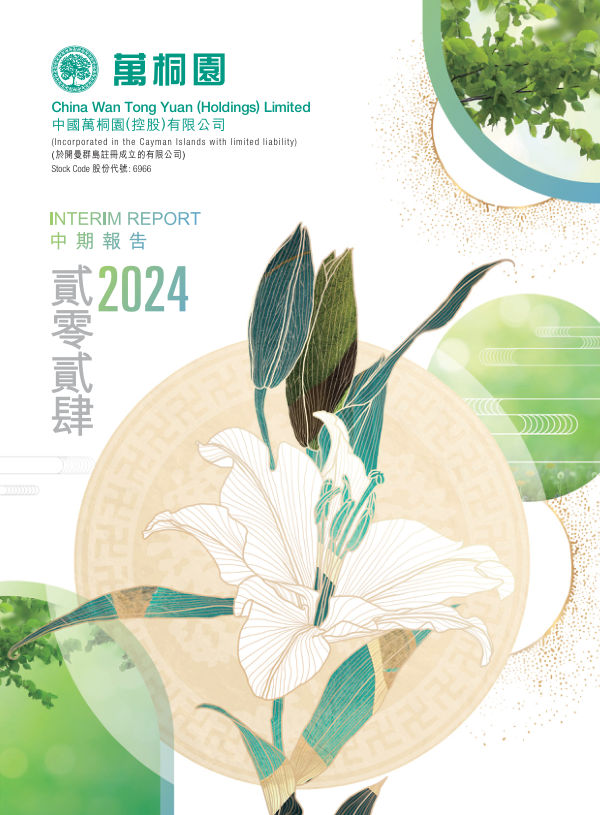 萬桐園
China Wan Tong Yuan (Holdings) Limited
中國萬桐園(控股)有限公司
(Incorporated in the Cayman Islands with limited liability)
(於開曼群島註冊成立的有限公司)
Stock Code 股份代號: 6966
INTERIM REPORT
中期報告
貳零貳肆
2024